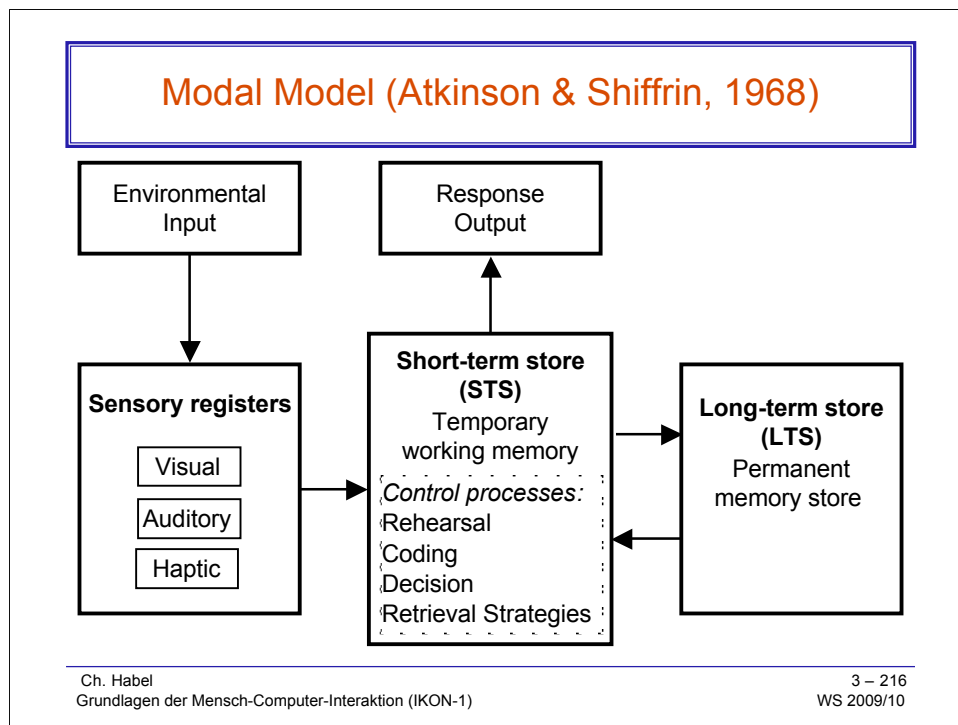 Modal Model (Atkinson & Shiffrin, 1968)
Environmental
Input
Response
Output
Sensory registers
Visual
Auditory
Haptic
Short-term store
(STS)
Temporary
working memory
Control processes:
Rehearsal
Coding
Decision
Retrieval Strategies
Long-term store
(LTS)
Permanent
memory store
Ch. Habel
Grundlagen der Mensch-Computer-Interaktion (IKON-1)
3 – 216
WS 2009/10